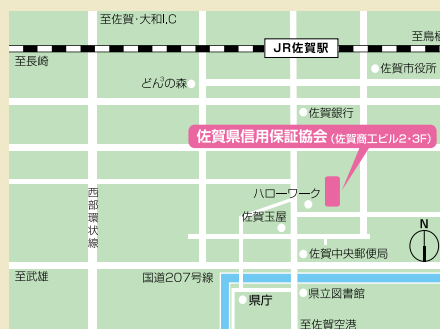 至佐賀・大和I.C
JR佐賀駅
至鳥栖
至長崎
佐賀市役所
どん3の森
佐賀銀行
佐賀県信用保証協会(佐賀商工ビル2・3F)
ハローワーク
西部環状線
佐賀玉屋
N
佐賀中央郵便局
至武雄
国道207号線
県庁
県立図書館
至佐賀空港